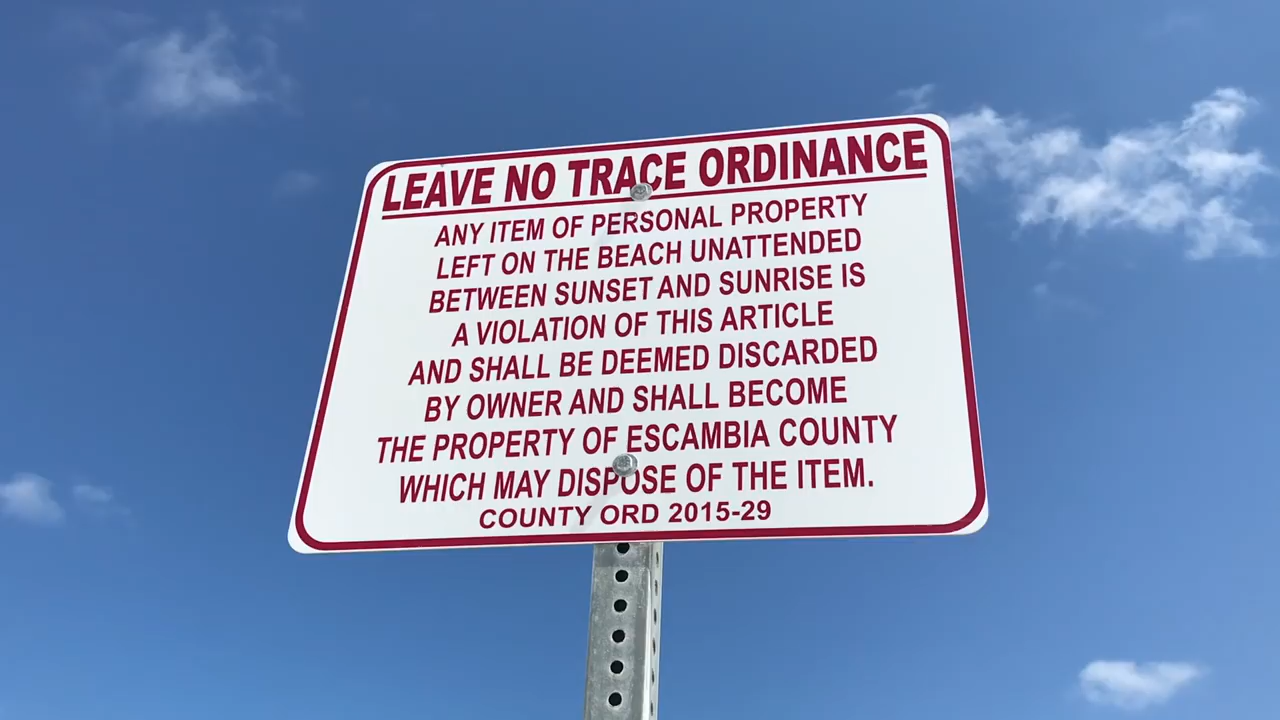 LEAVE NO TRACE ORDINANCE
ANY ITEM OF PERSONAL PROPERTY
LEFT ON THE BEACH UNATTENDED
BETWEEN SUNSET AND SUNRISE IS
A VIOLATION OF THIS ARTICLE
AND SHALL BE DEEMED DISCARDED
BY OWNER AND SHALL BECOME
THE PROPERTY OF ESCAMBIA COUNTY
WHICH MAY DISPOSE OF THE ITEM.
COUNTY ORD 2015-29